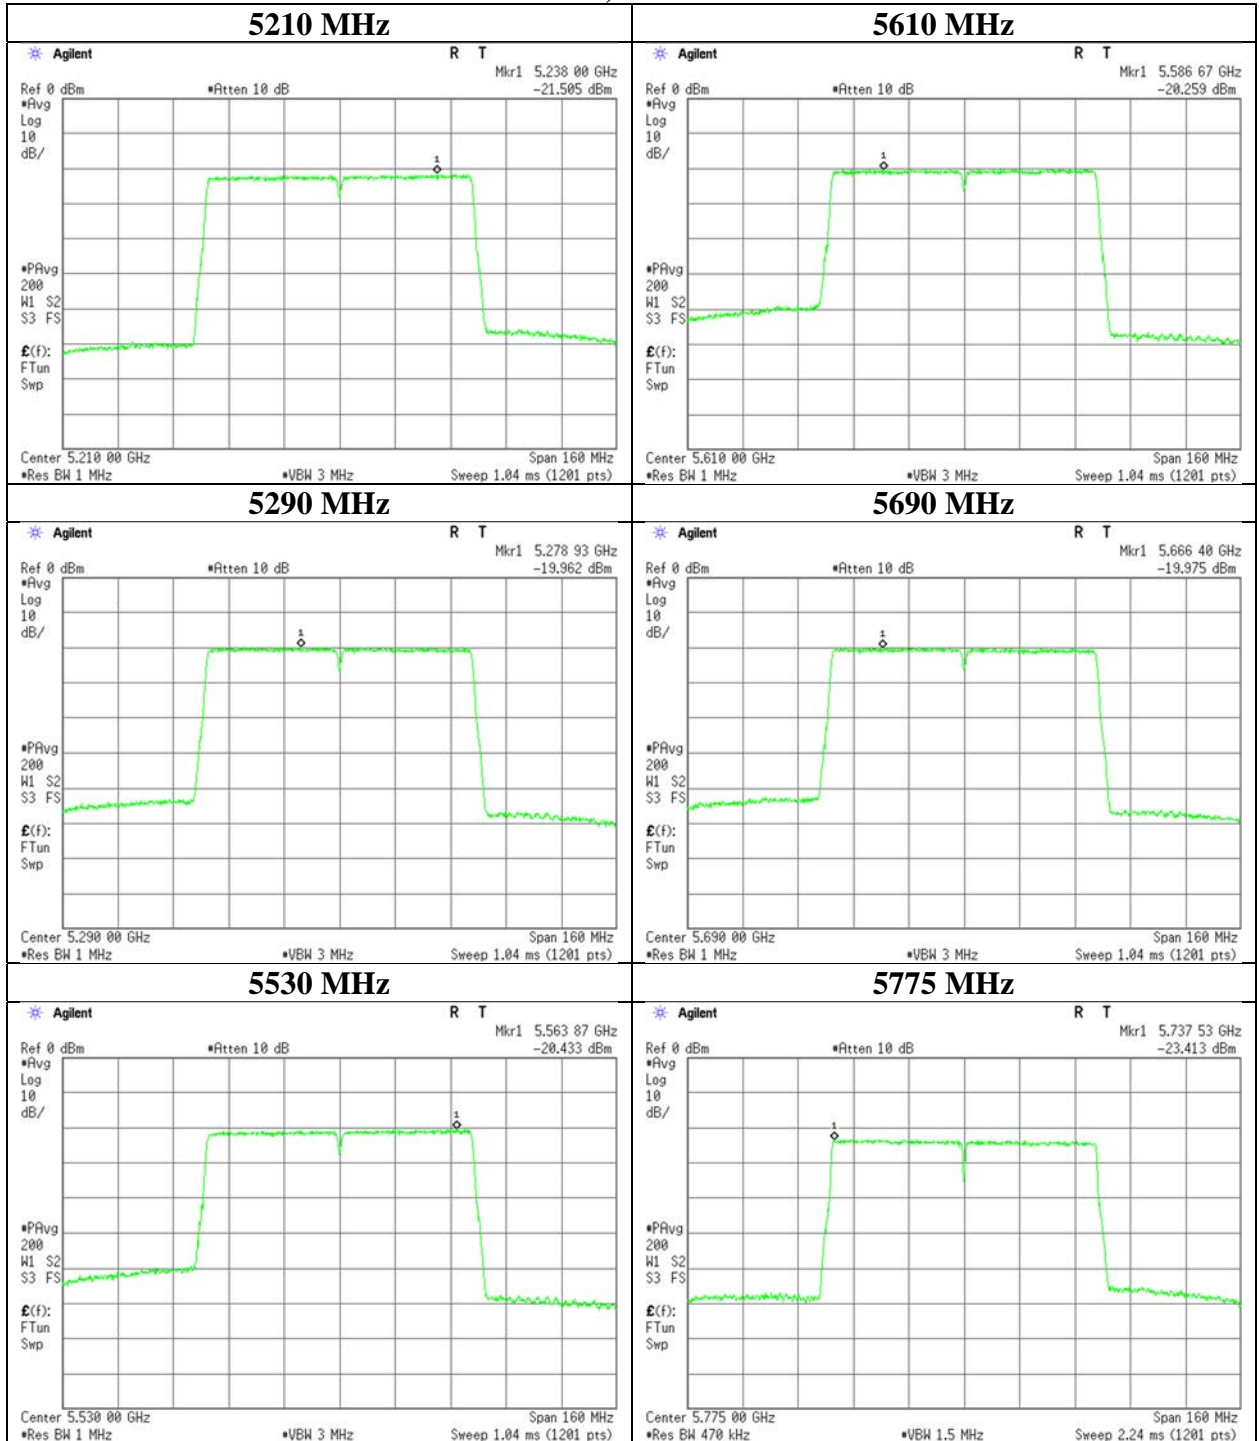 5210 MHz
Agilent R T
Mkr1 5.238 00 GHz
Ref 0 dBm #Atten 10 dB -21.505 dBm
#Avg
Log
10
dB/
1
#PAvg
200
W1 S2
S3 FS
£(f):
FTun
Swp
Center 5.210 00 GHz Span 160 MHz
#Res BW 1 MHz #VBW 3 MHz Sweep 1.04 ms (1201 pts)
5610 MHz
Agilent R T
Mkr1 5.586 67 GHz
Ref 0 dBm #Atten 10 dB -20.259 dBm
#Avg
Log
10
dB/
1
#PAvg
200
W1 S2
S3 FS
£(f):
FTun
Swp
Center 5.610 00 GHz Span 160 MHz
#Res BW 1 MHz #VBW 3 MHz Sweep 1.04 ms (1201 pts)
5290 MHz
Agilent R T
Mkr1 5.278 93 GHz
Ref 0 dBm #Atten 10 dB -19.962 dBm
#Avg
Log
10
dB/
1
#PAvg
200
W1 S2
S3 FS
£(f):
FTun
Swp
Center 5.290 00 GHz Span 160 MHz
#Res BW 1 MHz #VBW 3 MHz Sweep 1.04 ms (1201 pts)
5690 MHz
Agilent R T
Mkr1 5.666 40 GHz
Ref 0 dBm #Atten 10 dB -19.975 dBm
#Avg
Log
10
dB/
1
#PAvg
200
W1 S2
S3 FS
£(f):
FTun
Swp
Center 5.690 00 GHz Span 160 MHz
#Res BW 1 MHz #VBW 3 MHz Sweep 1.04 ms (1201 pts)
5530 MHz
Agilent R T
Mkr1 5.563 87 GHz
Ref 0 dBm #Atten 10 dB -20.433 dBm
#Avg
Log
10
dB/
1
#PAvg
200
W1 S2
S3 FS
£(f):
FTun
Swp
Center 5.530 00 GHz Span 160 MHz
#Res BW 1 MHz #VBW 3 MHz Sweep 1.04 ms (1201 pts)
5775 MHz
Agilent R T
Mkr1 5.737 53 GHz
Ref 0 dBm #Atten 10 dB -23.413 dBm
#Avg
Log
10
dB/
1
#PAvg
200
W1 S2
S3 FS
£(f):
FTun
Swp
Center 5.775 00 GHz Span 160 MHz
#Res BW 470 kHz #VBW 1.5 MHz Sweep 2.24 ms (1201 pts)